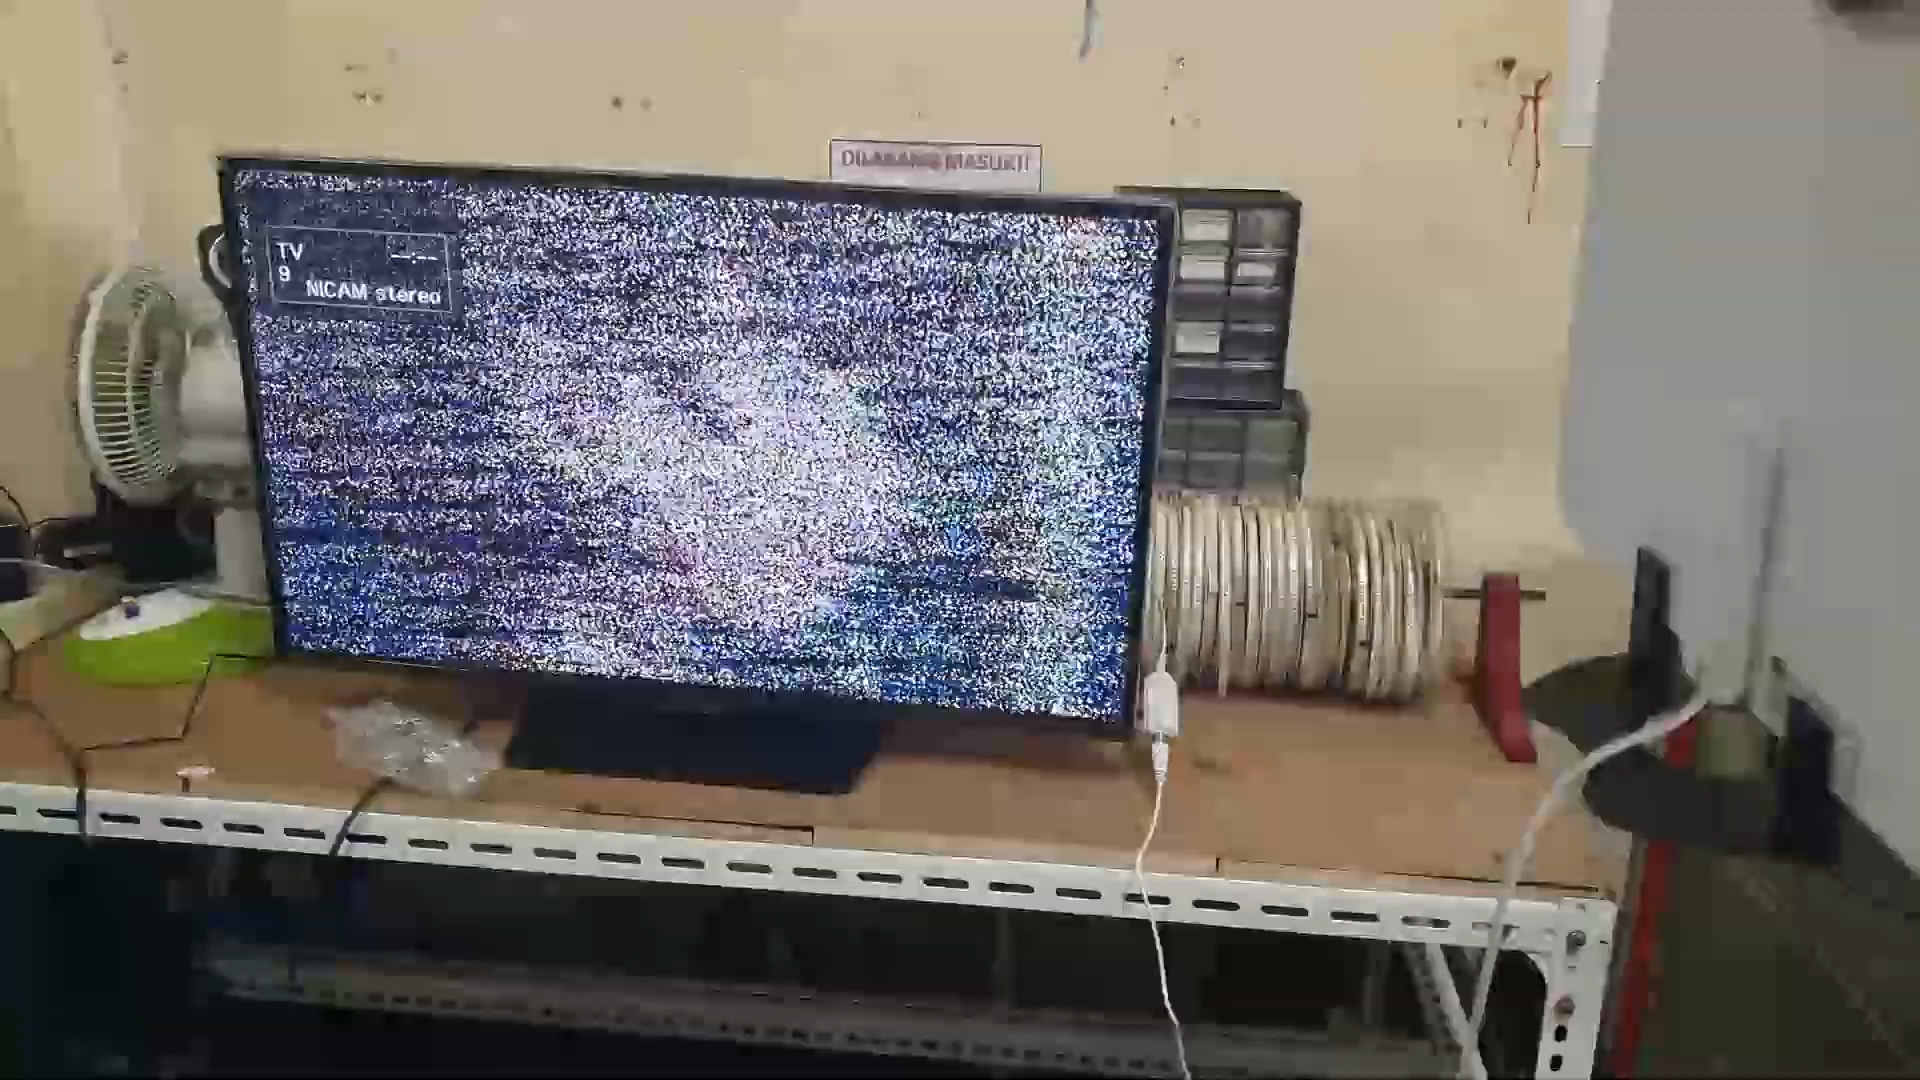 DILARANG MASUK!!
TV --:--
9
NICAM stereo